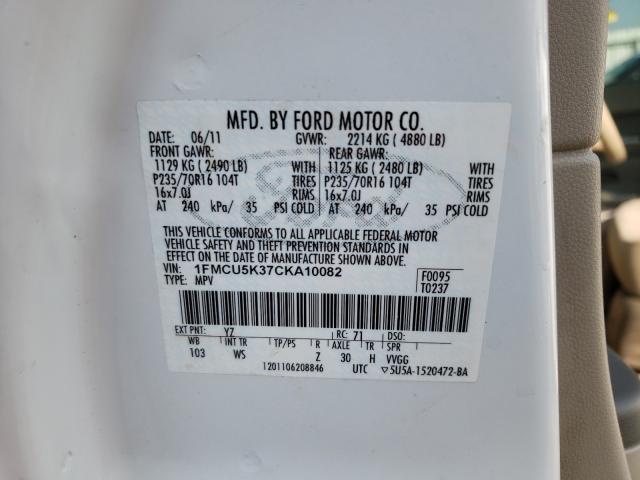 MFD. BY FORD MOTOR CO.
DATE: 06/11 GVWR: 2214 KG ( 4880 LB)
FRONT GAWR: REAR GAWR:
1129 KG ( 2490 LB) WITH 1125 KG ( 2480 LB) WITH
P235/70R16 104T TIRES P235/70R16 104T TIRES
16x7.0J RIMS 16x7.0J RIMS
AT 240 kPa/ 35 PSI COLD AT 240 kPa/ 35 PSI COLD
THIS VEHICLE CONFORMS TO ALL APPLICABLE FEDERAL MOTOR
VEHICLE SAFETY AND THEFT PREVENTION STANDARDS IN
EFFECT ON THE DATE OF MANUFACTURE SHOWN ABOVE.
VIN: 1FMCU5K37CKA10082 F0095
TYPE: MPV T0237
EXT PNT: YZ RC: 71 DSO:
WB INT TR TP/PS R AXLE TR SPR
103 WS Z 30 H VVGG
1201106208846 UTC ▽5U5A-1520472-BA